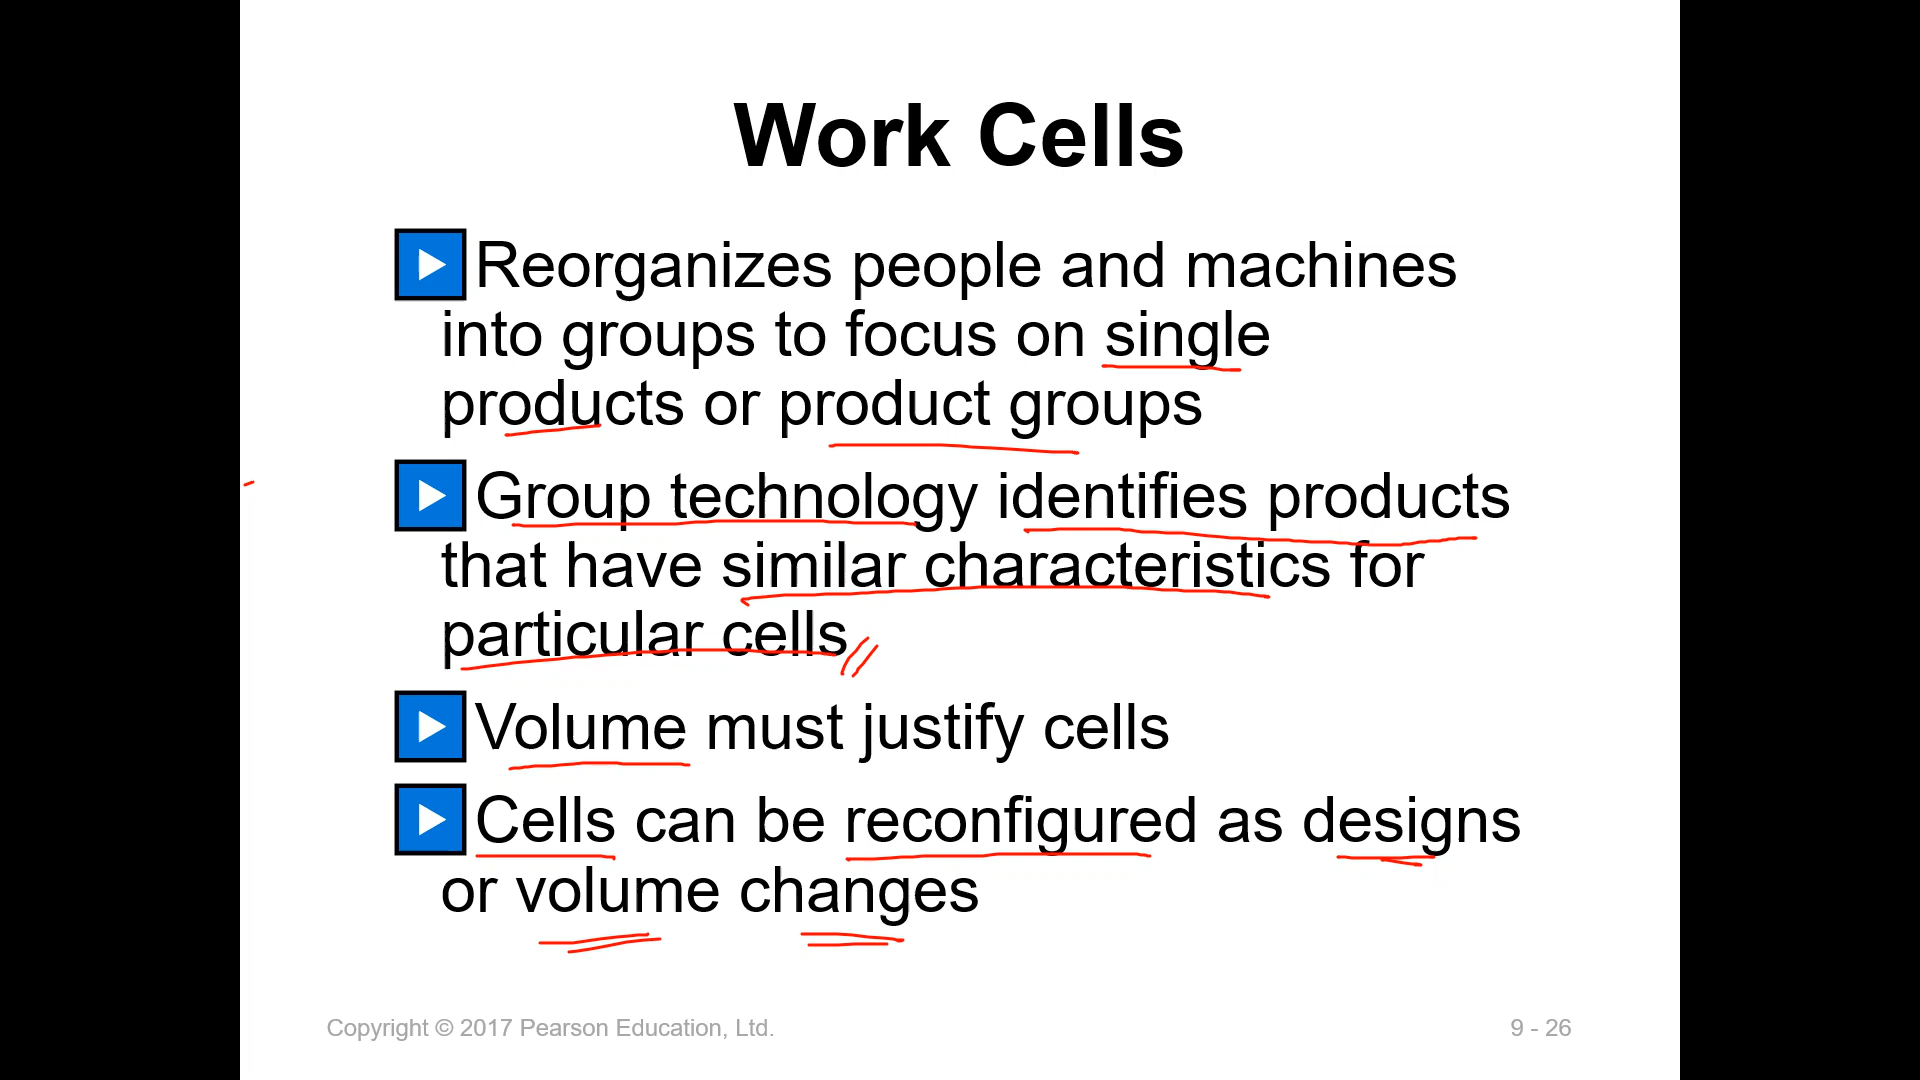 Work Cells
Reorganizes people and machines
into groups to focus on single
products or product groups
Group technology identifies products
that have similar characteristics for
particular cells
Volume must justify cells
Cells can be reconfigured as designs
or volume changes
Copyright © 2017 Pearson Education, Ltd.
9 - 26